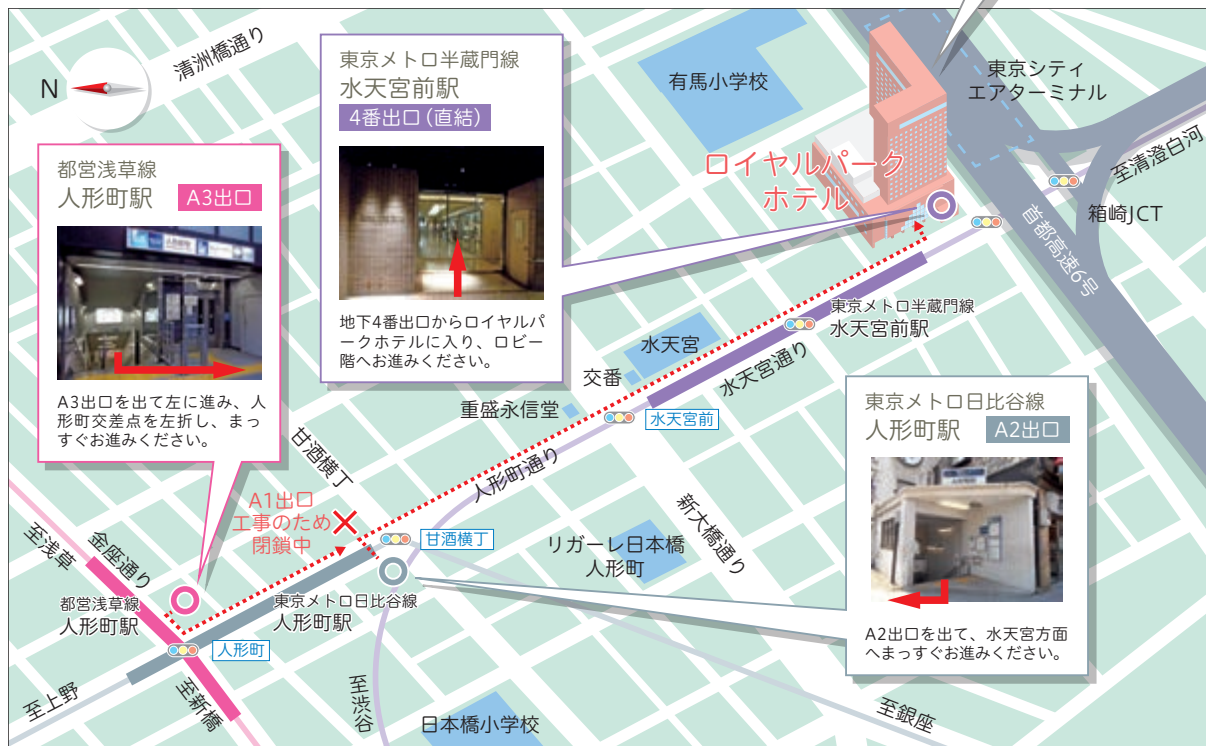 清洲橋通り
N
東京メトロ半蔵門線
水天宮前駅
4番出口(直結)
地下4番出口からロイヤルパ
ークホテルに入り、ロビー
階へお進みください。
有馬小学校
東京シティ
エアターミナル
ロイヤルパーク
ホテル
至清澄白河
箱崎JCT
首都高速6号
都営浅草線
人形町駅
A3出口
A3出口を出て左に進み、人
形町交差点を左折し、まっ
すぐお進みください。
東京メトロ半蔵門線
水天宮前駅
水天宮
交番
水天宮通り
重盛永信堂
水天宮前
甘酒横丁
人形町通り
A1出口
工事のため
閉鎖中
甘酒横丁
新大橋通り
リガーレ日本橋
人形町
東京メトロ日比谷線
人形町駅
A2出口
A2出口を出て、水天宮方面
へまっすぐお進みください。
至浅草
金座通り
都営浅草線
人形町駅
東京メトロ日比谷線
人形町駅
人形町
至上野
至新橋
至渋谷
日本橋小学校
至銀座